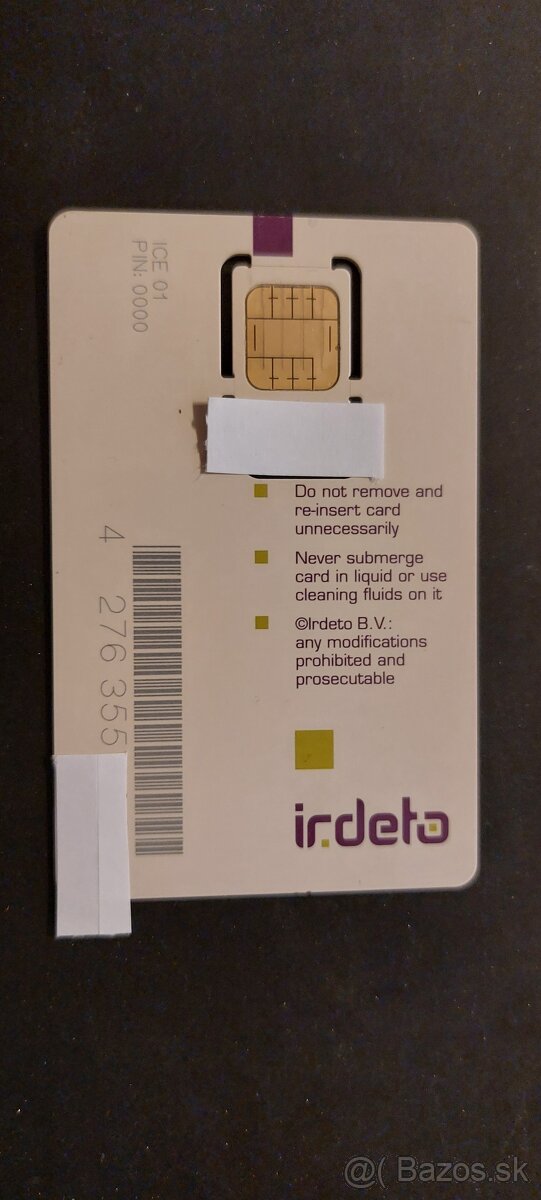 ICE 01
PIN: 0000
Do not remove and
re-insert card
unnecessarily
Never submerge
card in liquid or use
cleaning fluids on it
©Irdeto B.V.:
any modifications
prohibited and
prosecutable
4 276 355
irdeto
@( Bazos.sk